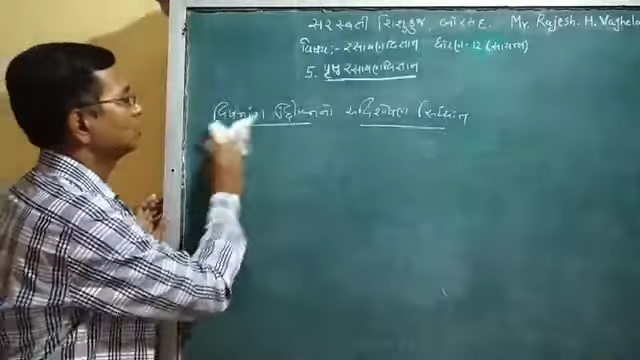 સરસ્વતી શિશુકુંજ, બોરસદ. Mr. Rajesh. H. Vaghela
વિષય:- રસાયણવિજ્ઞાન ધોરણ-12 (સાયન્સ)
5. પૃષ્ઠ રસાયણવિજ્ઞાન
વિષમાંગ ઉદ્દીપનનો અધિશોષણ સિદ્ધાંત